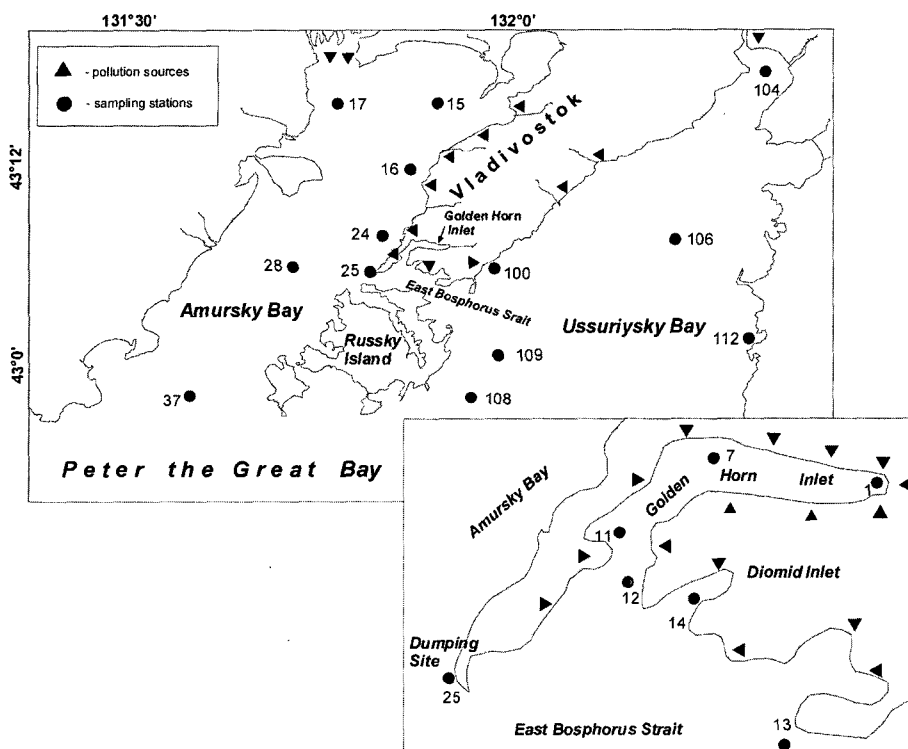 131°30'
132°0'
43°12'
43°0'
- pollution sources
- sampling stations
17
15
104
16
Vladivostok
Golden Horn
Inlet
24
106
28
25
100
East Bosphorus Srait
Amursky Bay
Ussuriysky Bay
Russky
Island
112
109
37
108
Peter the Great Bay
7
Golden
Horn
Inlet
1
Amursky Bay
11
Diomid Inlet
12
14
Dumping
Site
25
East Bosphorus Strait
13